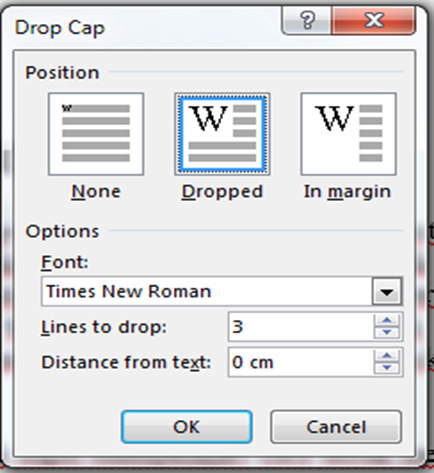 Drop Cap
?
Position
W
W
W
None
Dropped
In margin
Options
Font:
Times New Roman
Lines to drop:
3
Distance from text:
0 cm
OK
Cancel